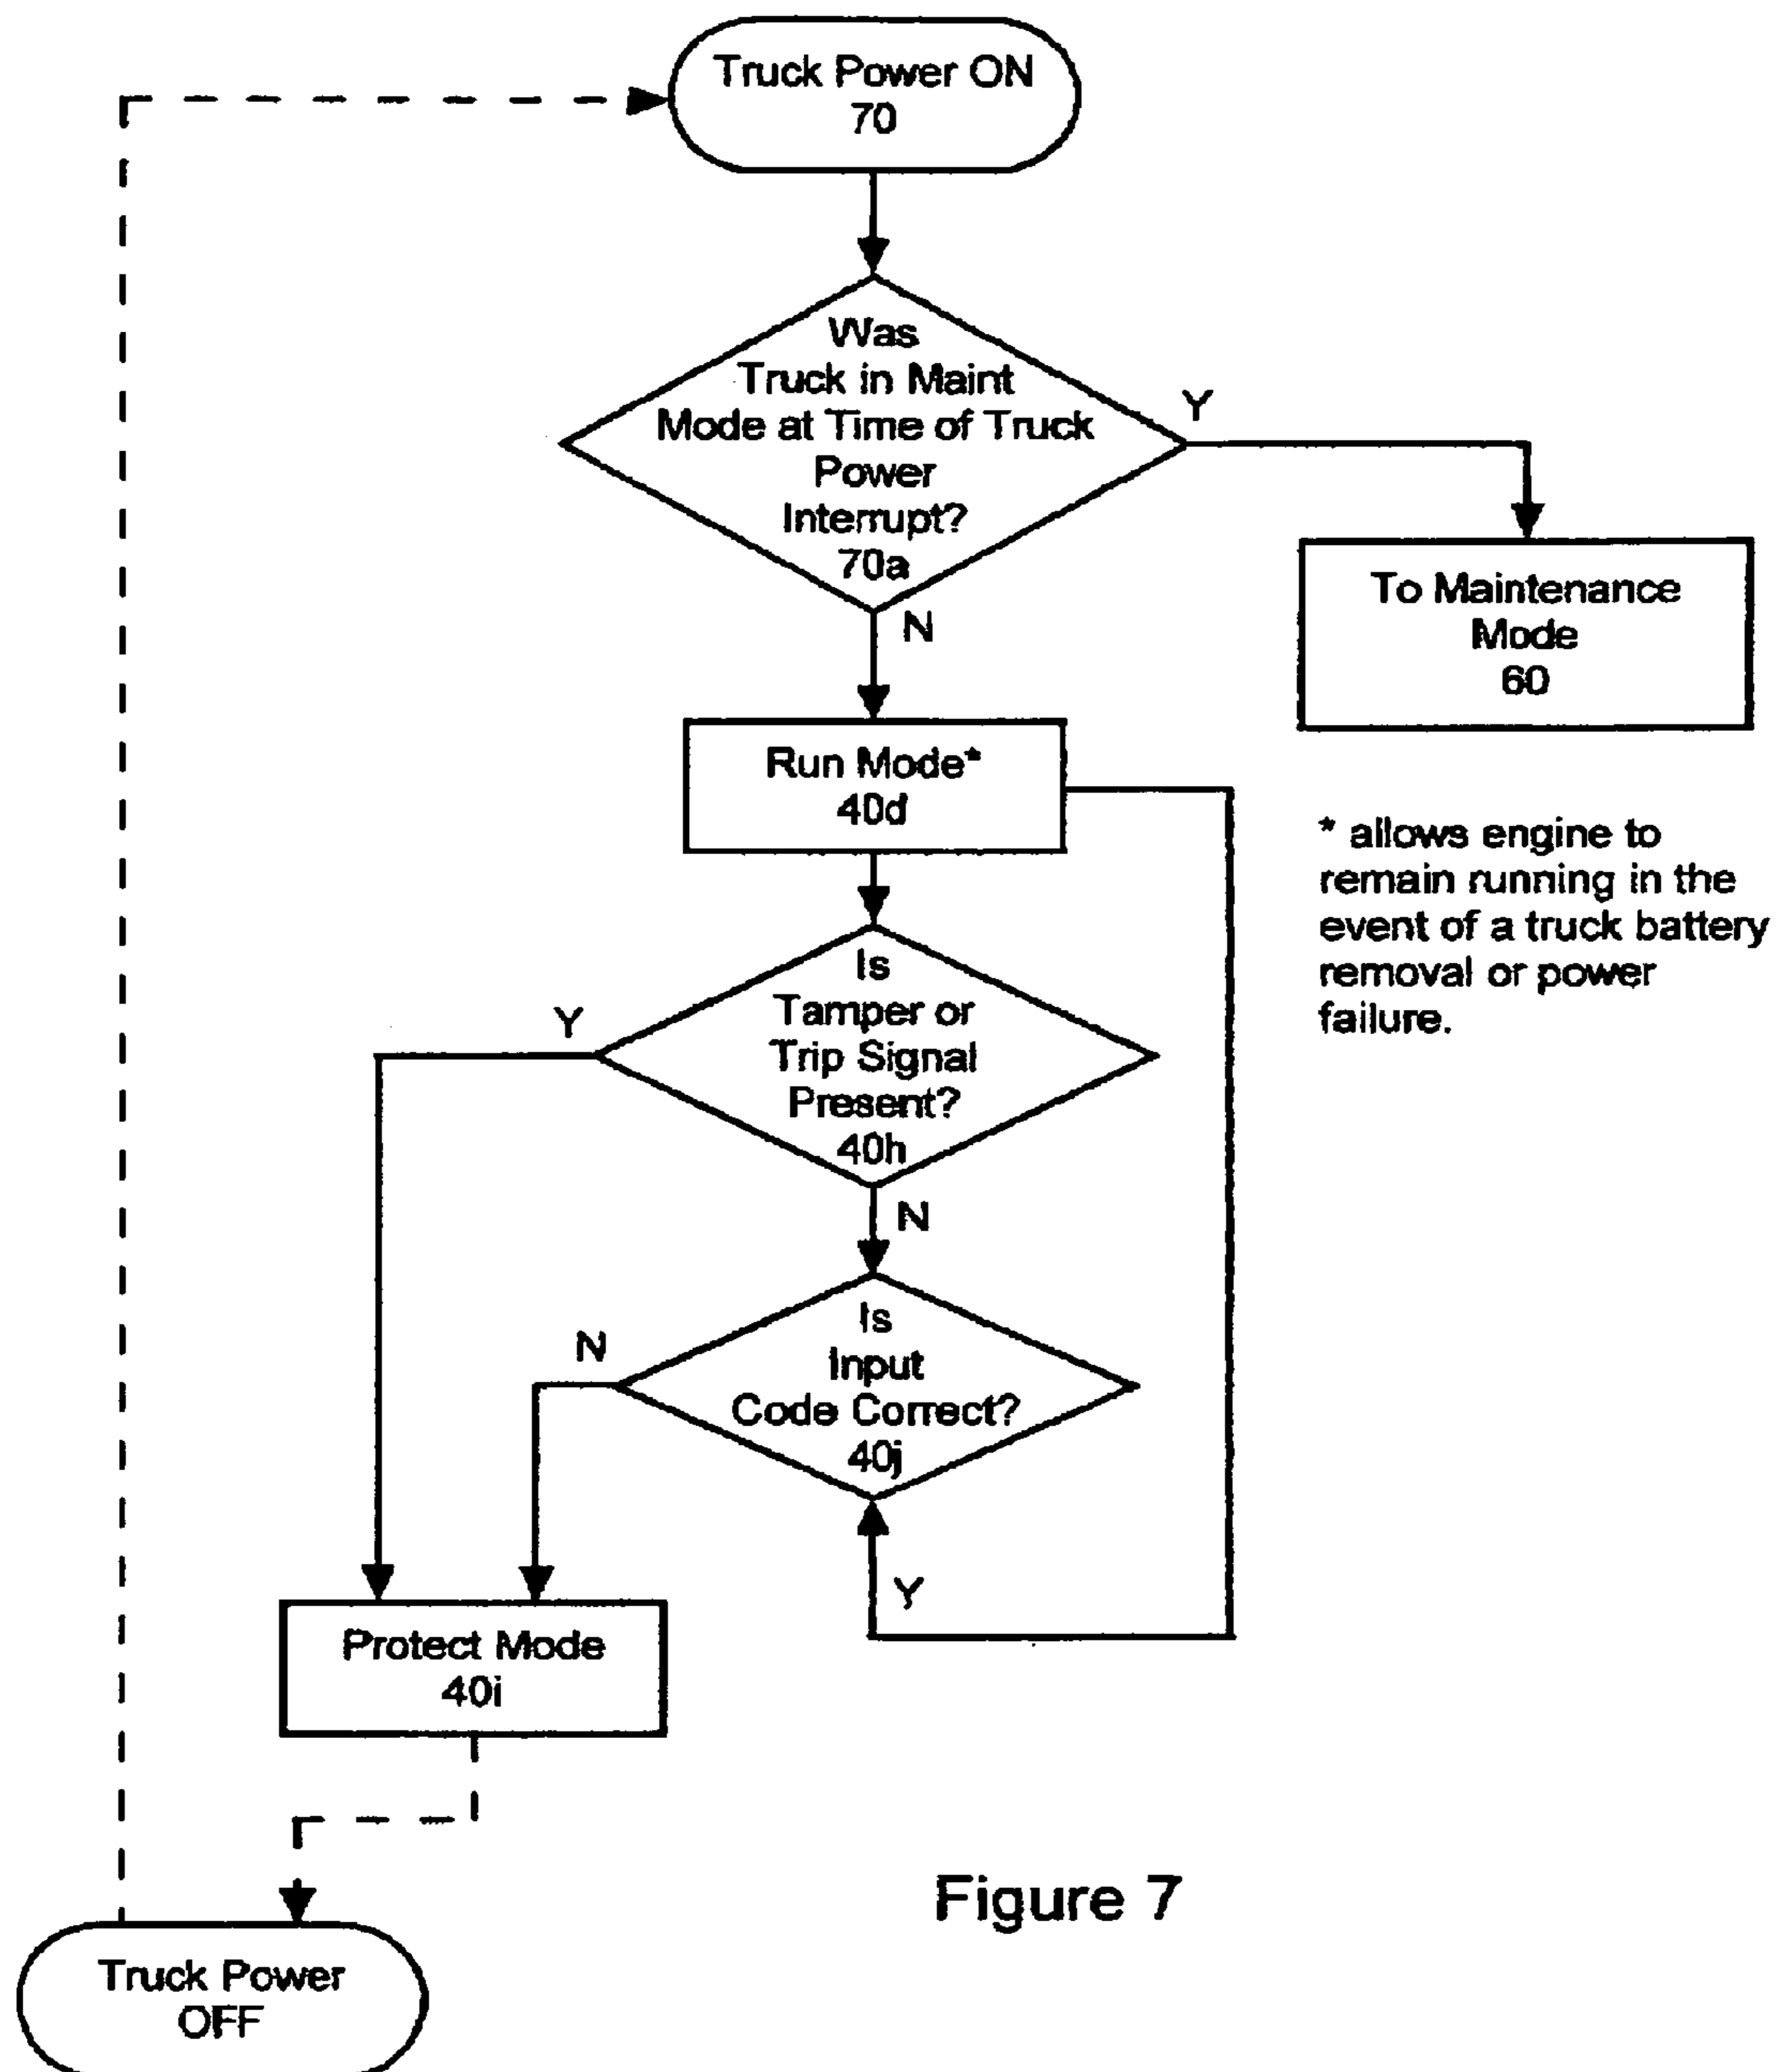 Truck Power ON
70
Was
Truck in Maint
Mode at Time of Truck
Power
Interrupt?
70a
Y
N
To Maintenance
Mode
60
Run Mode*
40d
* allows engine to
remain running in the
event of a truck battery
removal or power
failure.
Is
Tamper or
Trip Signal
Present?
40h
Y
N
Is
Input
Code Correct?
40j
N
Y
Protect Mode
40i
Truck Power
OFF
Figure 7